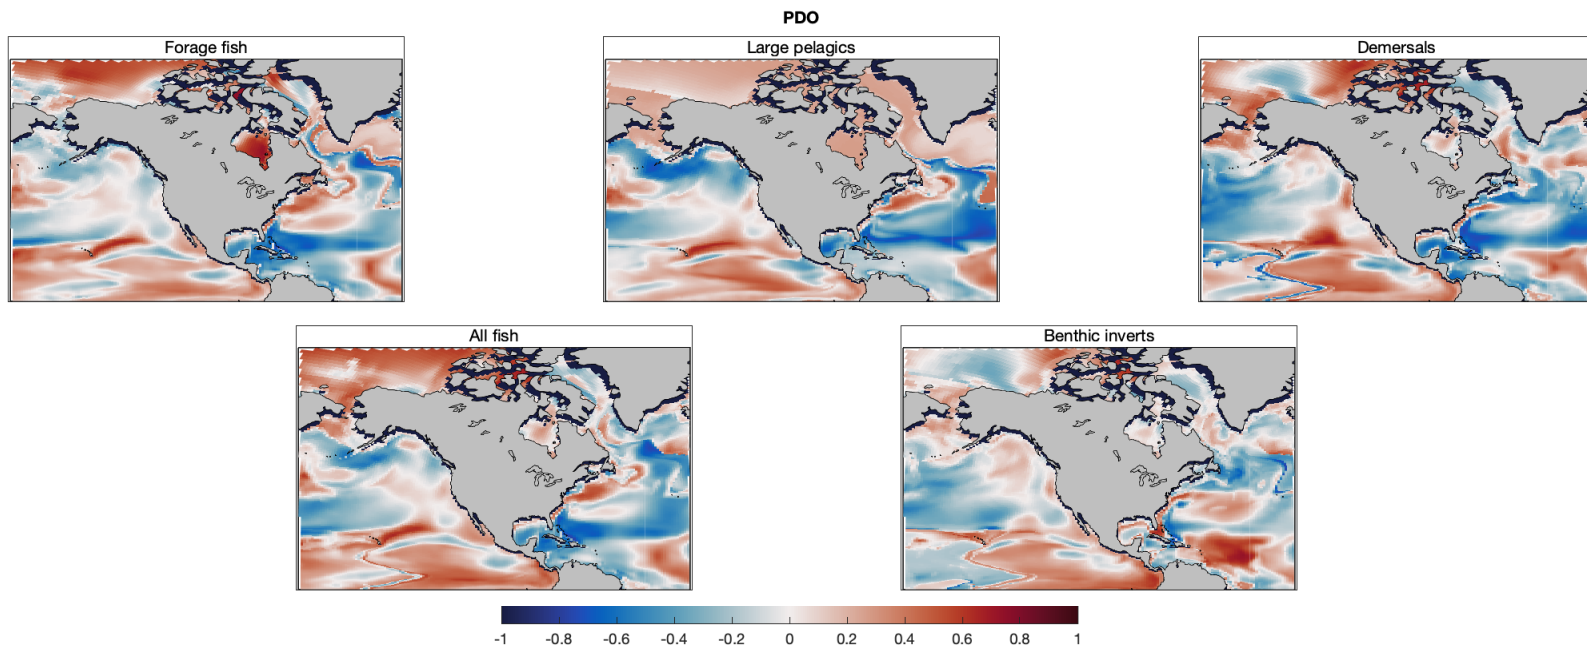 PDO
Forage fish
Large pelagics
Demersals
All fish
Benthic inverts
-1 -0.8 -0.6 -0.4 -0.2 0 0.2 0.4 0.6 0.8 1